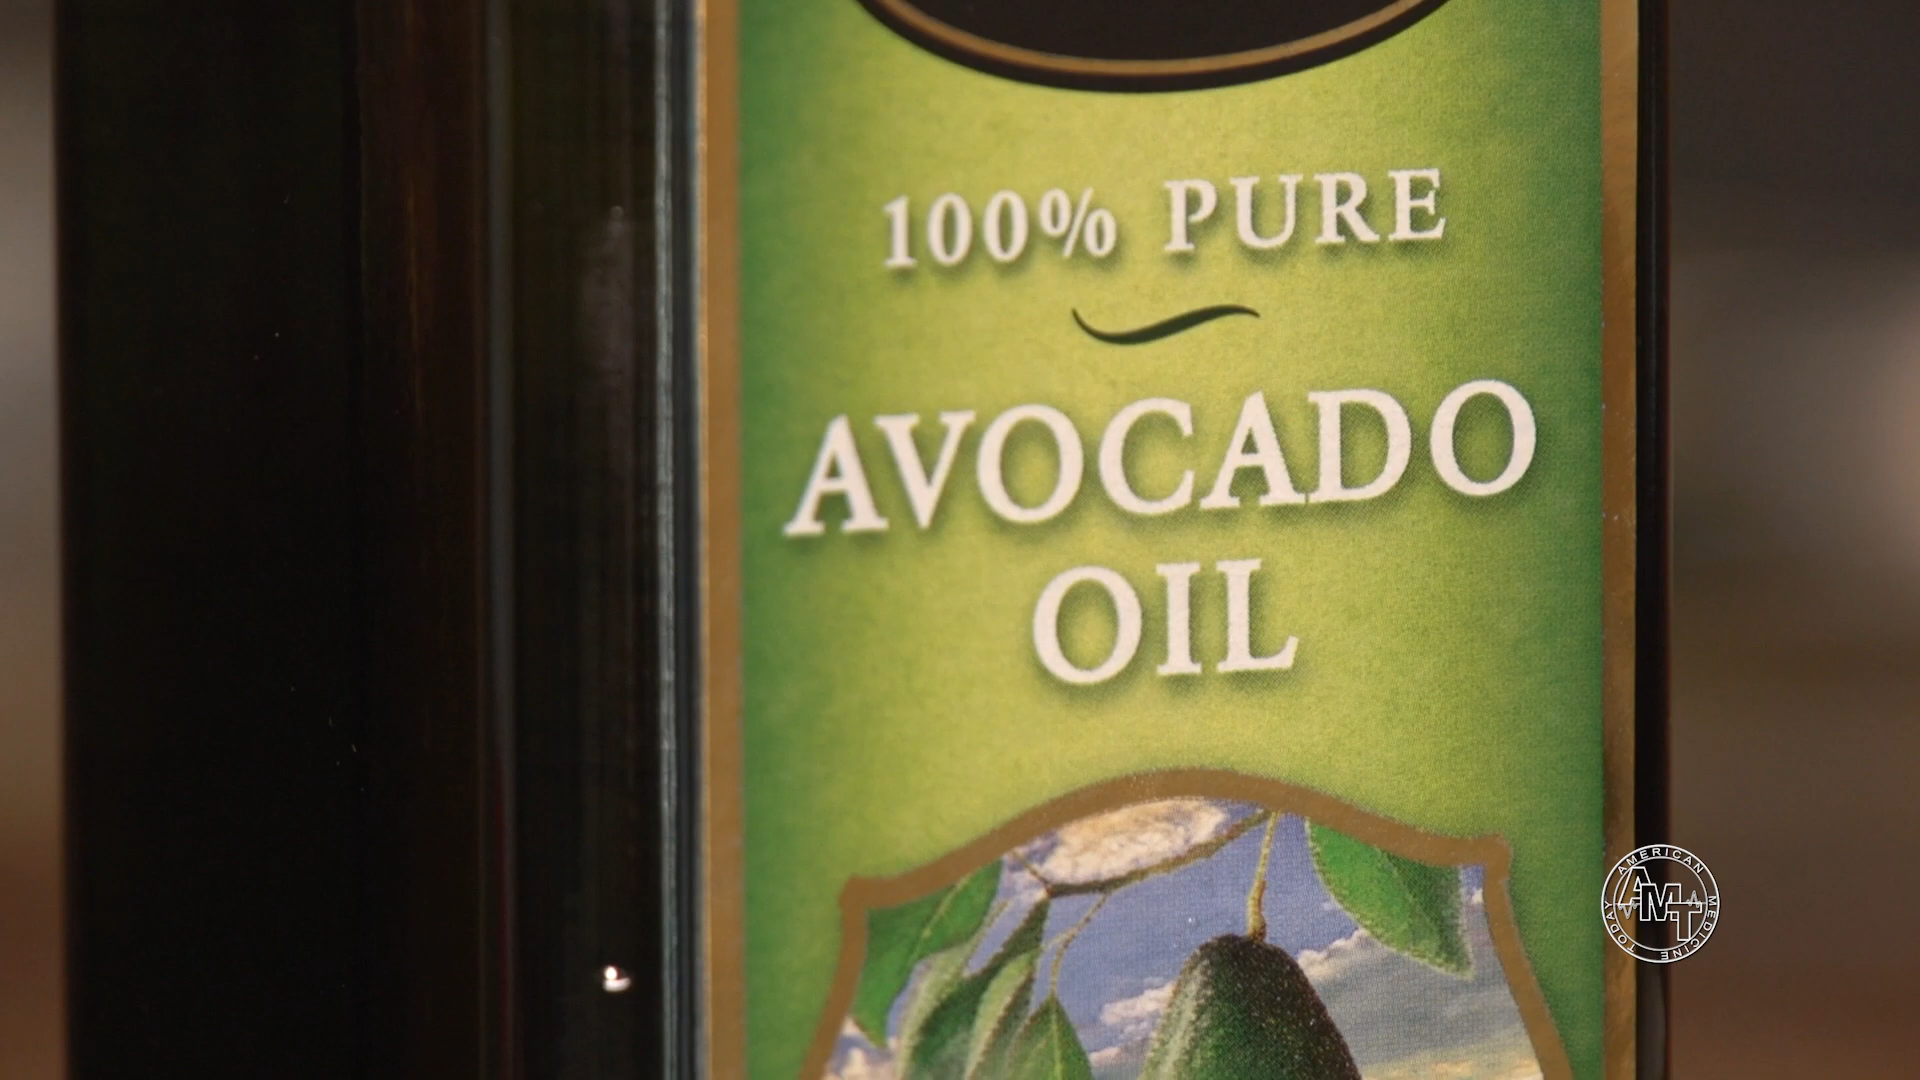 100% PURE
AVOCADO
OIL
AMERICAN MEDICINE TODAY
AMT